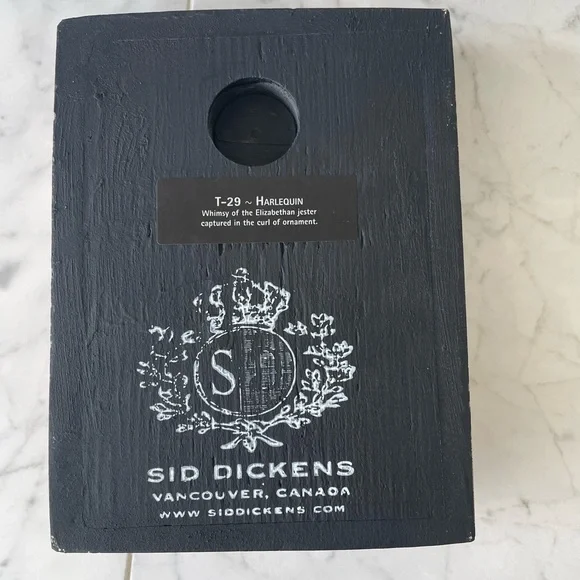 T-29 ~ HARLEQUIN
Whimsy of the Elizabethan jester
captured in the curl of ornament.
S
SID DICKENS
VANCOUVER, CANADA
WWW SIDDICKENS COM